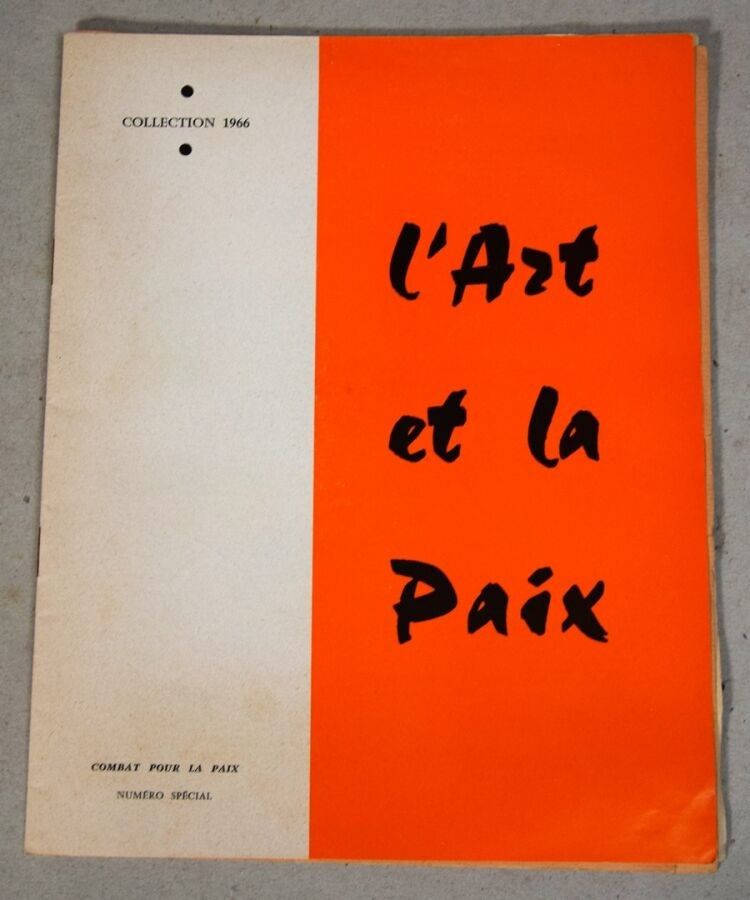 COLLECTION 1966
l'Art
et la
Paix
COMBAT POUR LA PAIX
NUMÉRO SPÉCIAL